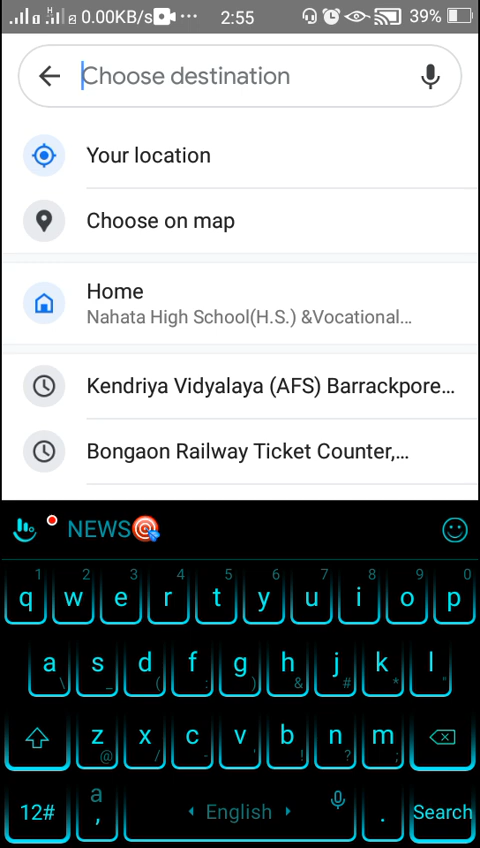 0.00KB/s ... 2:55 39%
Choose destination
Your location
Choose on map
Home
Nahata High School(H.S.) &Vocational...
Kendriya Vidyalaya (AFS) Barrackpore...
Bongaon Railway Ticket Counter,...
NEWS
1 2 3 4 5 6 7 8 9 0
q w e r t y u i o p
a s d f g h j k l
\ _ ( : ) & # * "
z x c v b n m
@ / - ' ! ? ;
12# a , English . Search